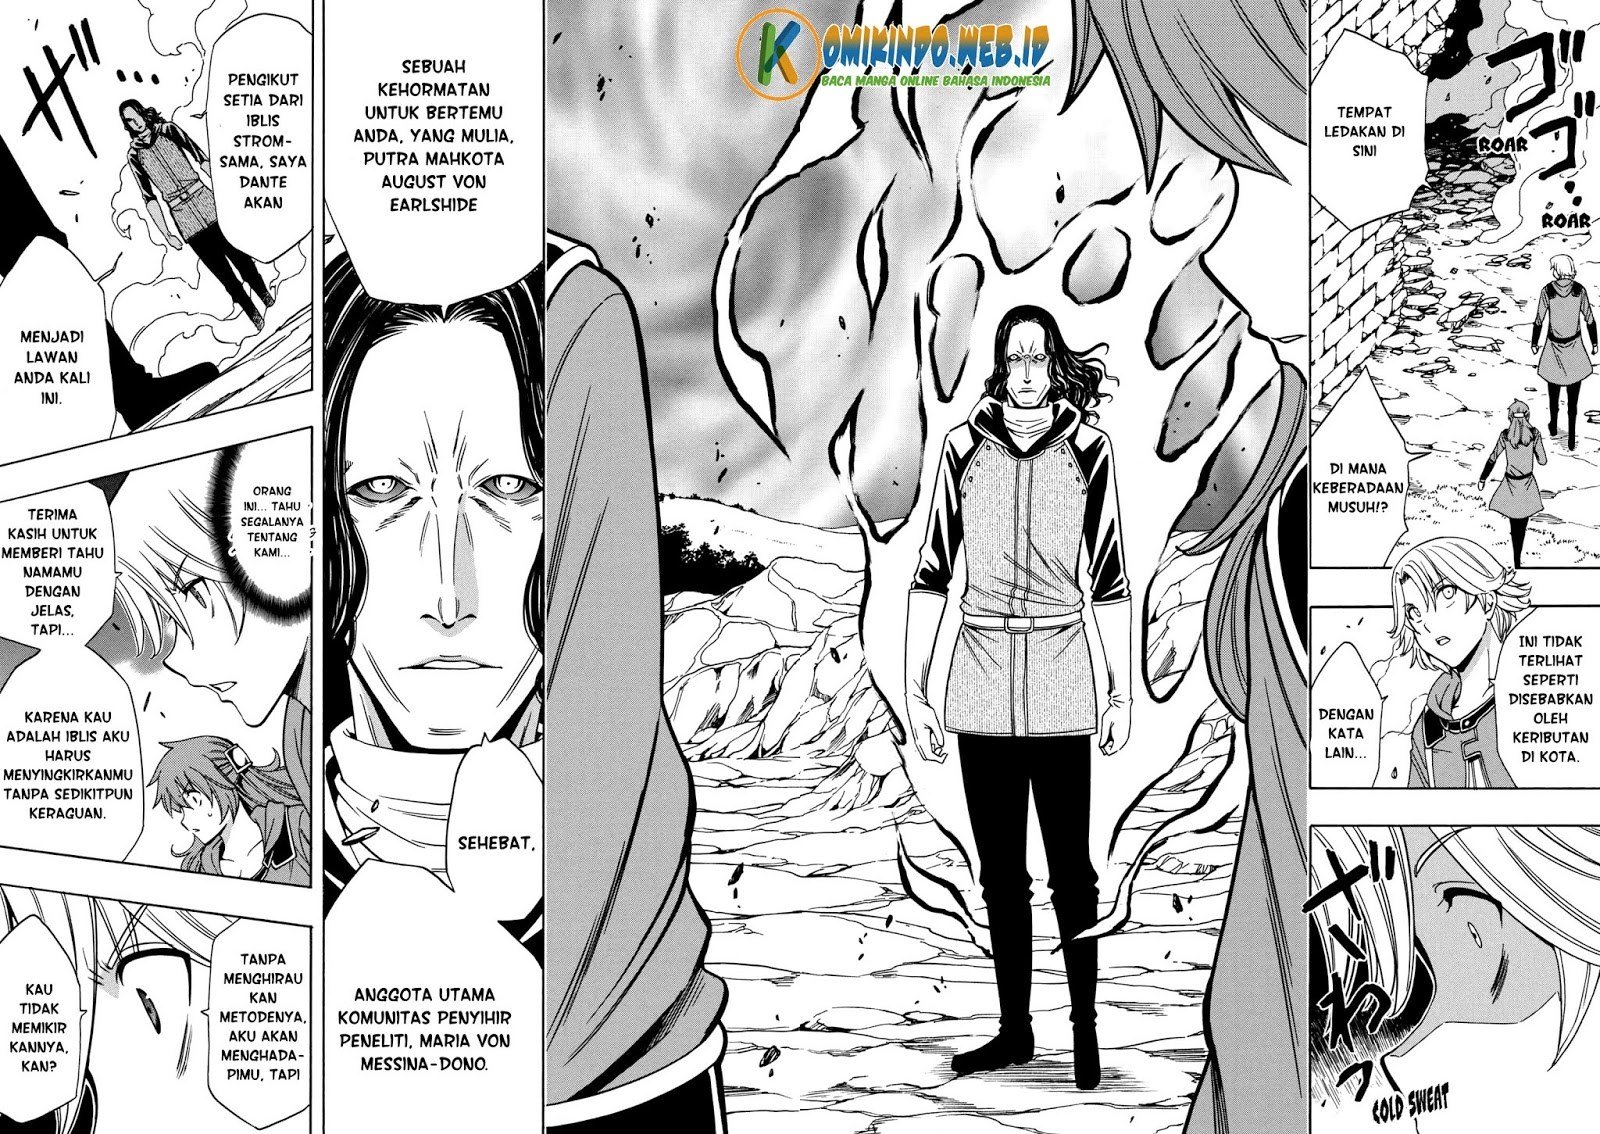 KOMIKINDO.WEB.ID
BACA MANGA ONLINE BAHASA INDONESIA
ゴゴ
ROAR
ROAR
TEMPAT
LEDAKAN DI
SINI
DI MANA
KEBERADAAN
MUSUH!?
INI TIDAK
TERLIHAT
SEPERTI
DISEBABKAN
OLEH
KERIBUTAN
DI KOTA.
DENGAN
KATA
LAIN...
COLD SWEAT
SEBUAH
KEHORMATAN
UNTUK BERTEMU
ANDA, YANG MULIA,
PUTRA MAHKOTA
AUGUST VON
EARLSHIDE
SEHEBAT,
ANGGOTA UTAMA
KOMUNITAS PENYIHIR
PENELITI, MARIA VON
MESSINA-DONO.
PENGIKUT
SETIA DARI
IBLIS
STROM-
SAMA, SAYA
DANTE
AKAN
MENJADI
LAWAN
ANDA KALI
INI.
ORANG
INI... TAHU
SEGALANYA
TENTANG
KAMI...
TERIMA
KASIH UNTUK
MEMBERI TAHU
NAMAMU
DENGAN
JELAS,
TAPI...
KARENA KAU
ADALAH IBLIS AKU
HARUS
MENYINGKIRKANMU
TANPA SEDIKITPUN
KERAGUAN.
TANPA
MENGHIRAU
KAN
METODENYA,
AKU AKAN
MENGHADA-
PIMU, TAPI
KAU
TIDAK
MEMIKIR
KANNYA,
KAN?